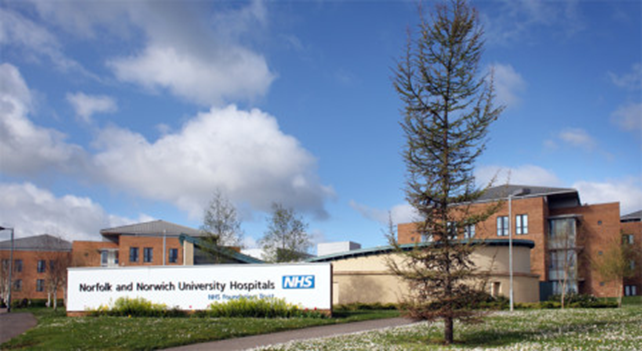 Norfolk and Norwich University Hospitals NHS
NHS Foundation Trust